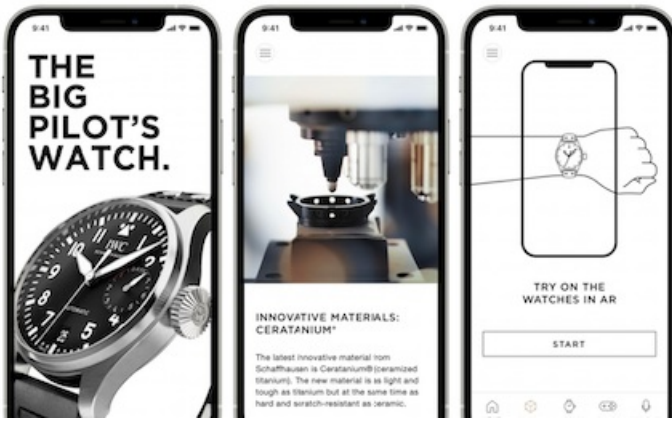 9:41
THE
BIG
PILOT'S
WATCH.
IWC
AUTOMATIC
9:41
INNOVATIVE MATERIALS:
CERATANIUM®
The latest innovative material from
Schaffhausen is Ceratanium® (ceramized
titanium). The new material is as light and
tough as titanium but at the same time as
hard and scratch-resistant as ceramic.
9:41
TRY ON THE
WATCHES IN AR
START